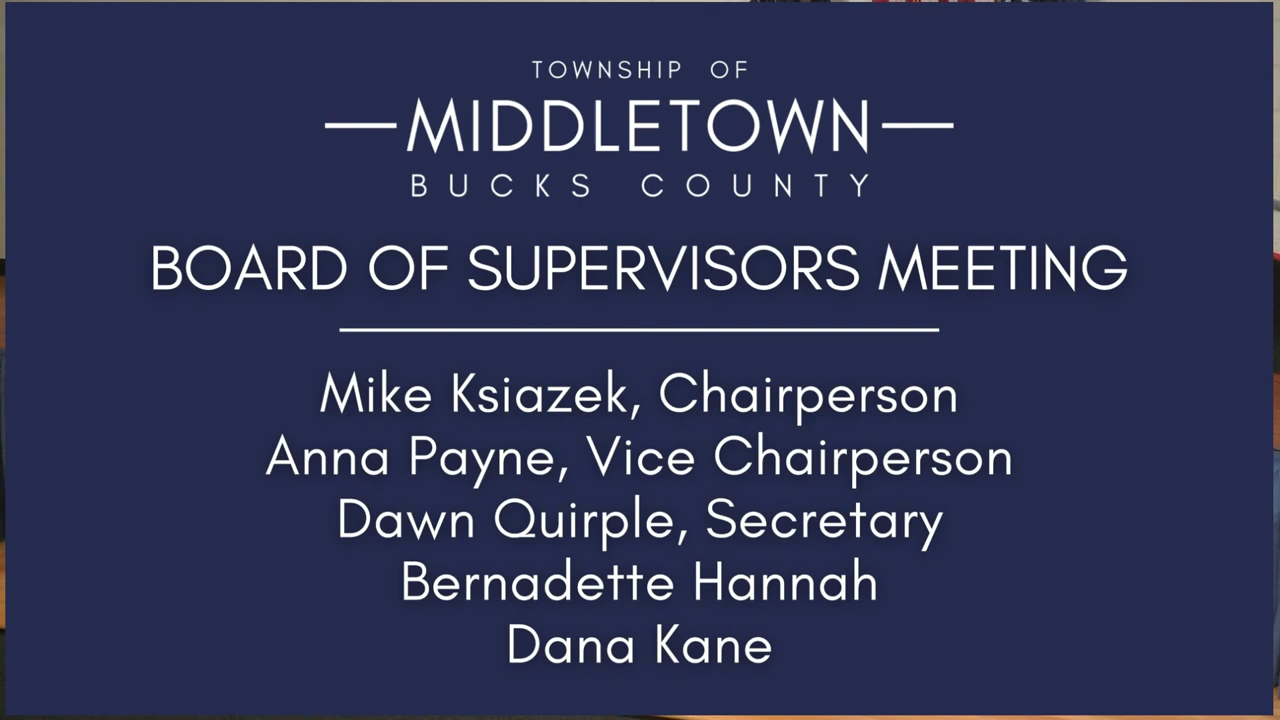 TOWNSHIP OF
MIDDLETOWN
BUCKS COUNTY
BOARD OF SUPERVISORS MEETING
Mike Ksiazek, Chairperson
Anna Payne, Vice Chairperson
Dawn Quirple, Secretary
Bernadette Hannah
Dana Kane